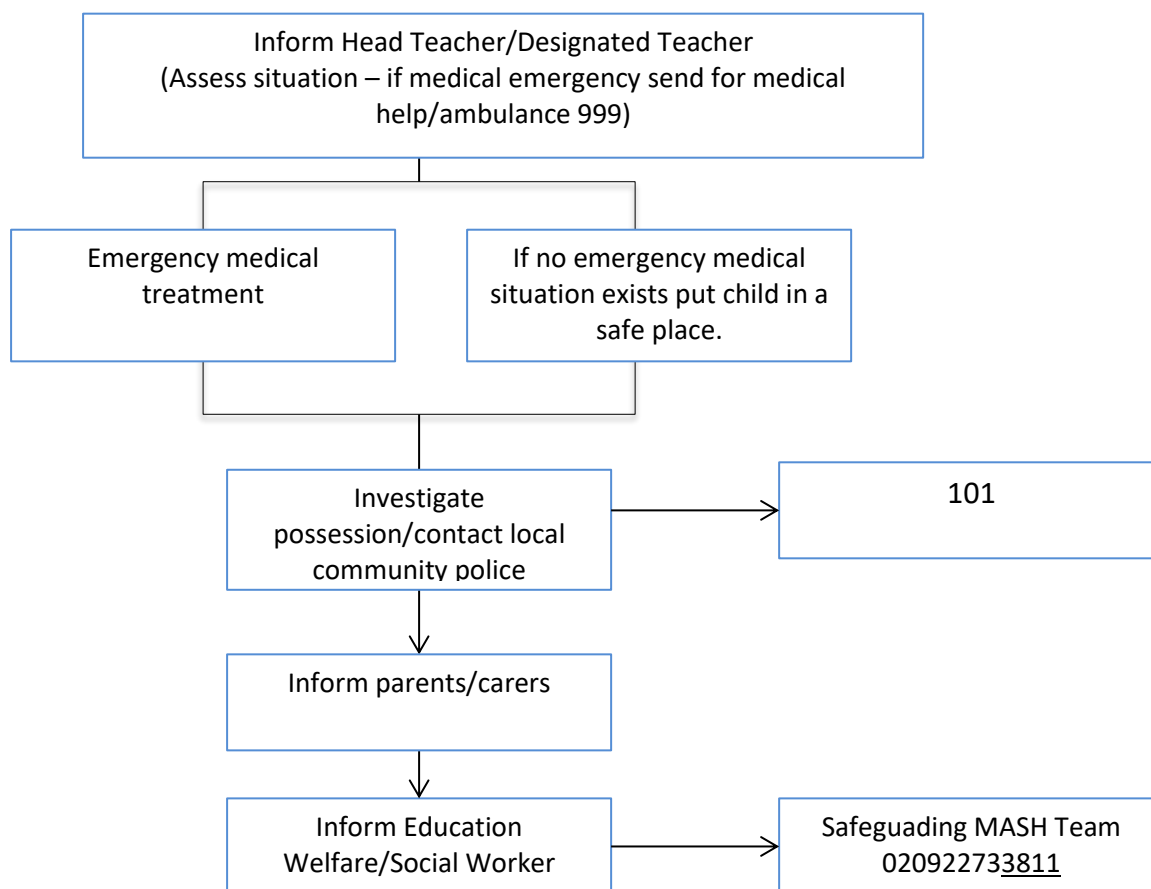 Inform Head Teacher/Designated Teacher
(Assess situation – if medical emergency send for medical
help/ambulance 999)
Emergency medical
treatment
If no emergency medical
situation exists put child in a
safe place.
Investigate
possession/contact local
community police
101
Inform parents/carers
Inform Education
Welfare/Social Worker
Safeguading MASH Team
020922733811